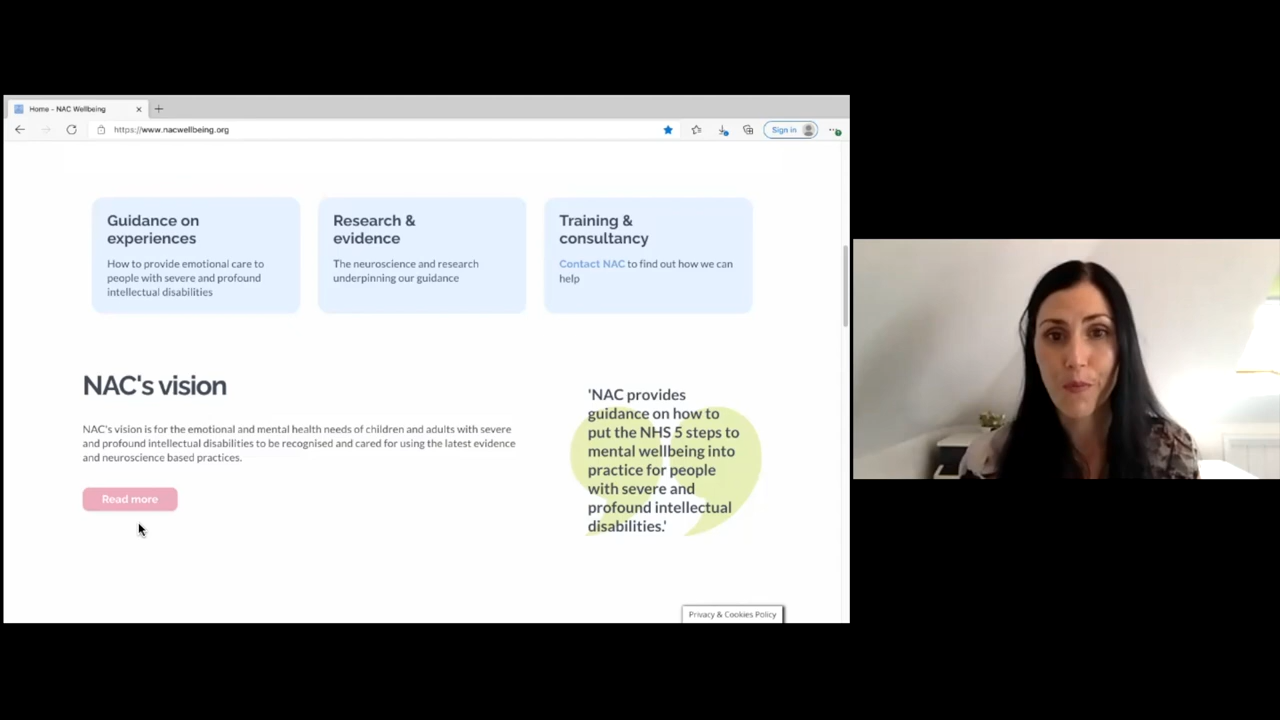 Home - NAC Wellbeing
https://www.nacwellbeing.org
Sign in
Guidance on
experiences
How to provide emotional care to
people with severe and profound
intellectual disabilities
Research &
evidence
The neuroscience and research
underpinning our guidance
Training &
consultancy
Contact NAC to find out how we can
help
NAC's vision
NAC's vision is for the emotional and mental health needs of children and adults with severe
and profound intellectual disabilities to be recognised and cared for using the latest evidence
and neuroscience based practices.
Read more
'NAC provides
guidance on how to
put the NHS 5 steps to
mental wellbeing into
practice for people
with severe and
profound intellectual
disabilities.'
Privacy & Cookies Policy